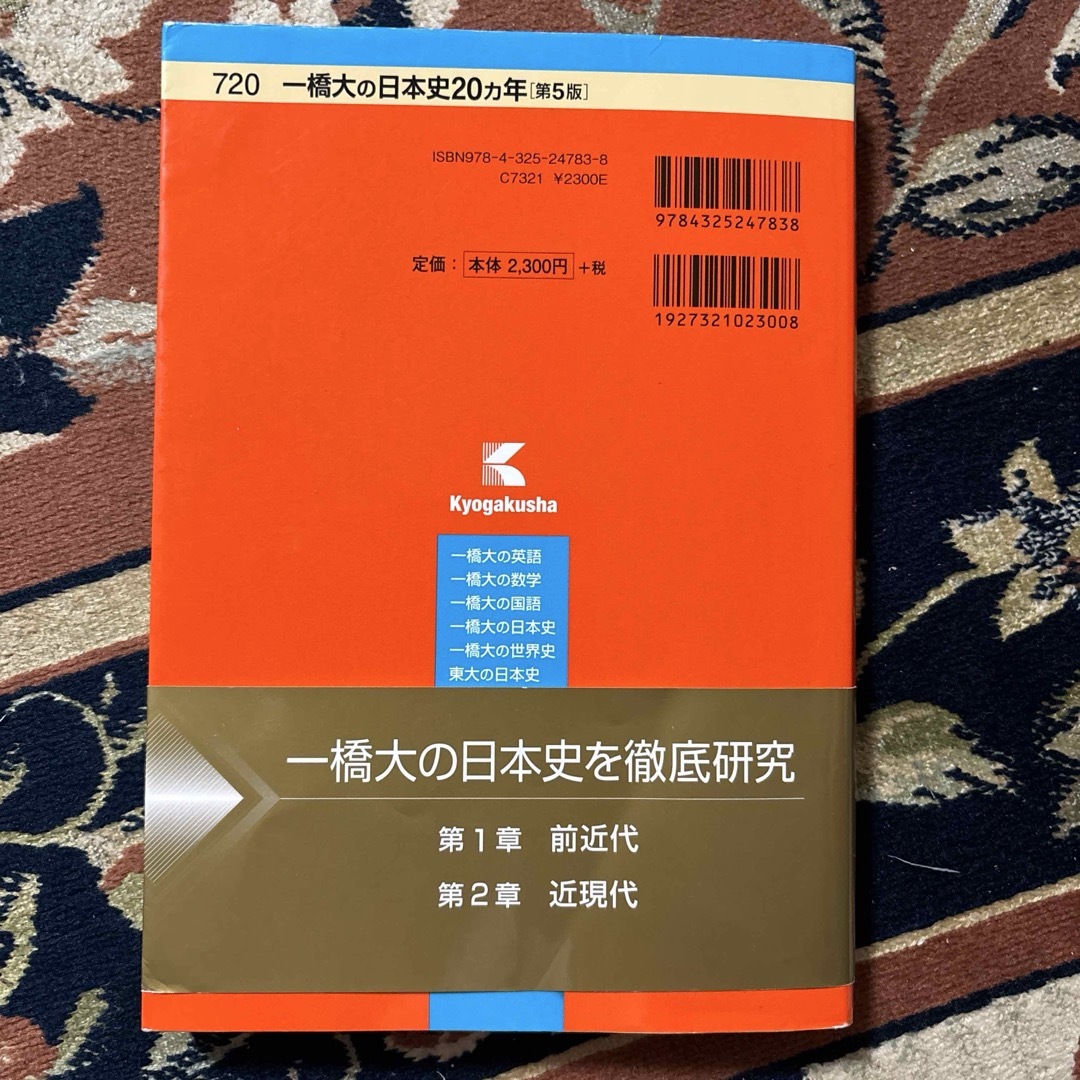 720 一橋大の日本史20カ年[第5版]
ISBN978-4-325-24783-8
C7321 ¥2300E
9784325247838
定価：本体 2,300円+税
1927321023008
Kyogakusha
一橋大の英語
一橋大の数学
一橋大の国語
一橋大の日本史
一橋大の世界史
東大の日本史
一橋大の日本史を徹底研究
第1章 前近代
第2章 近現代